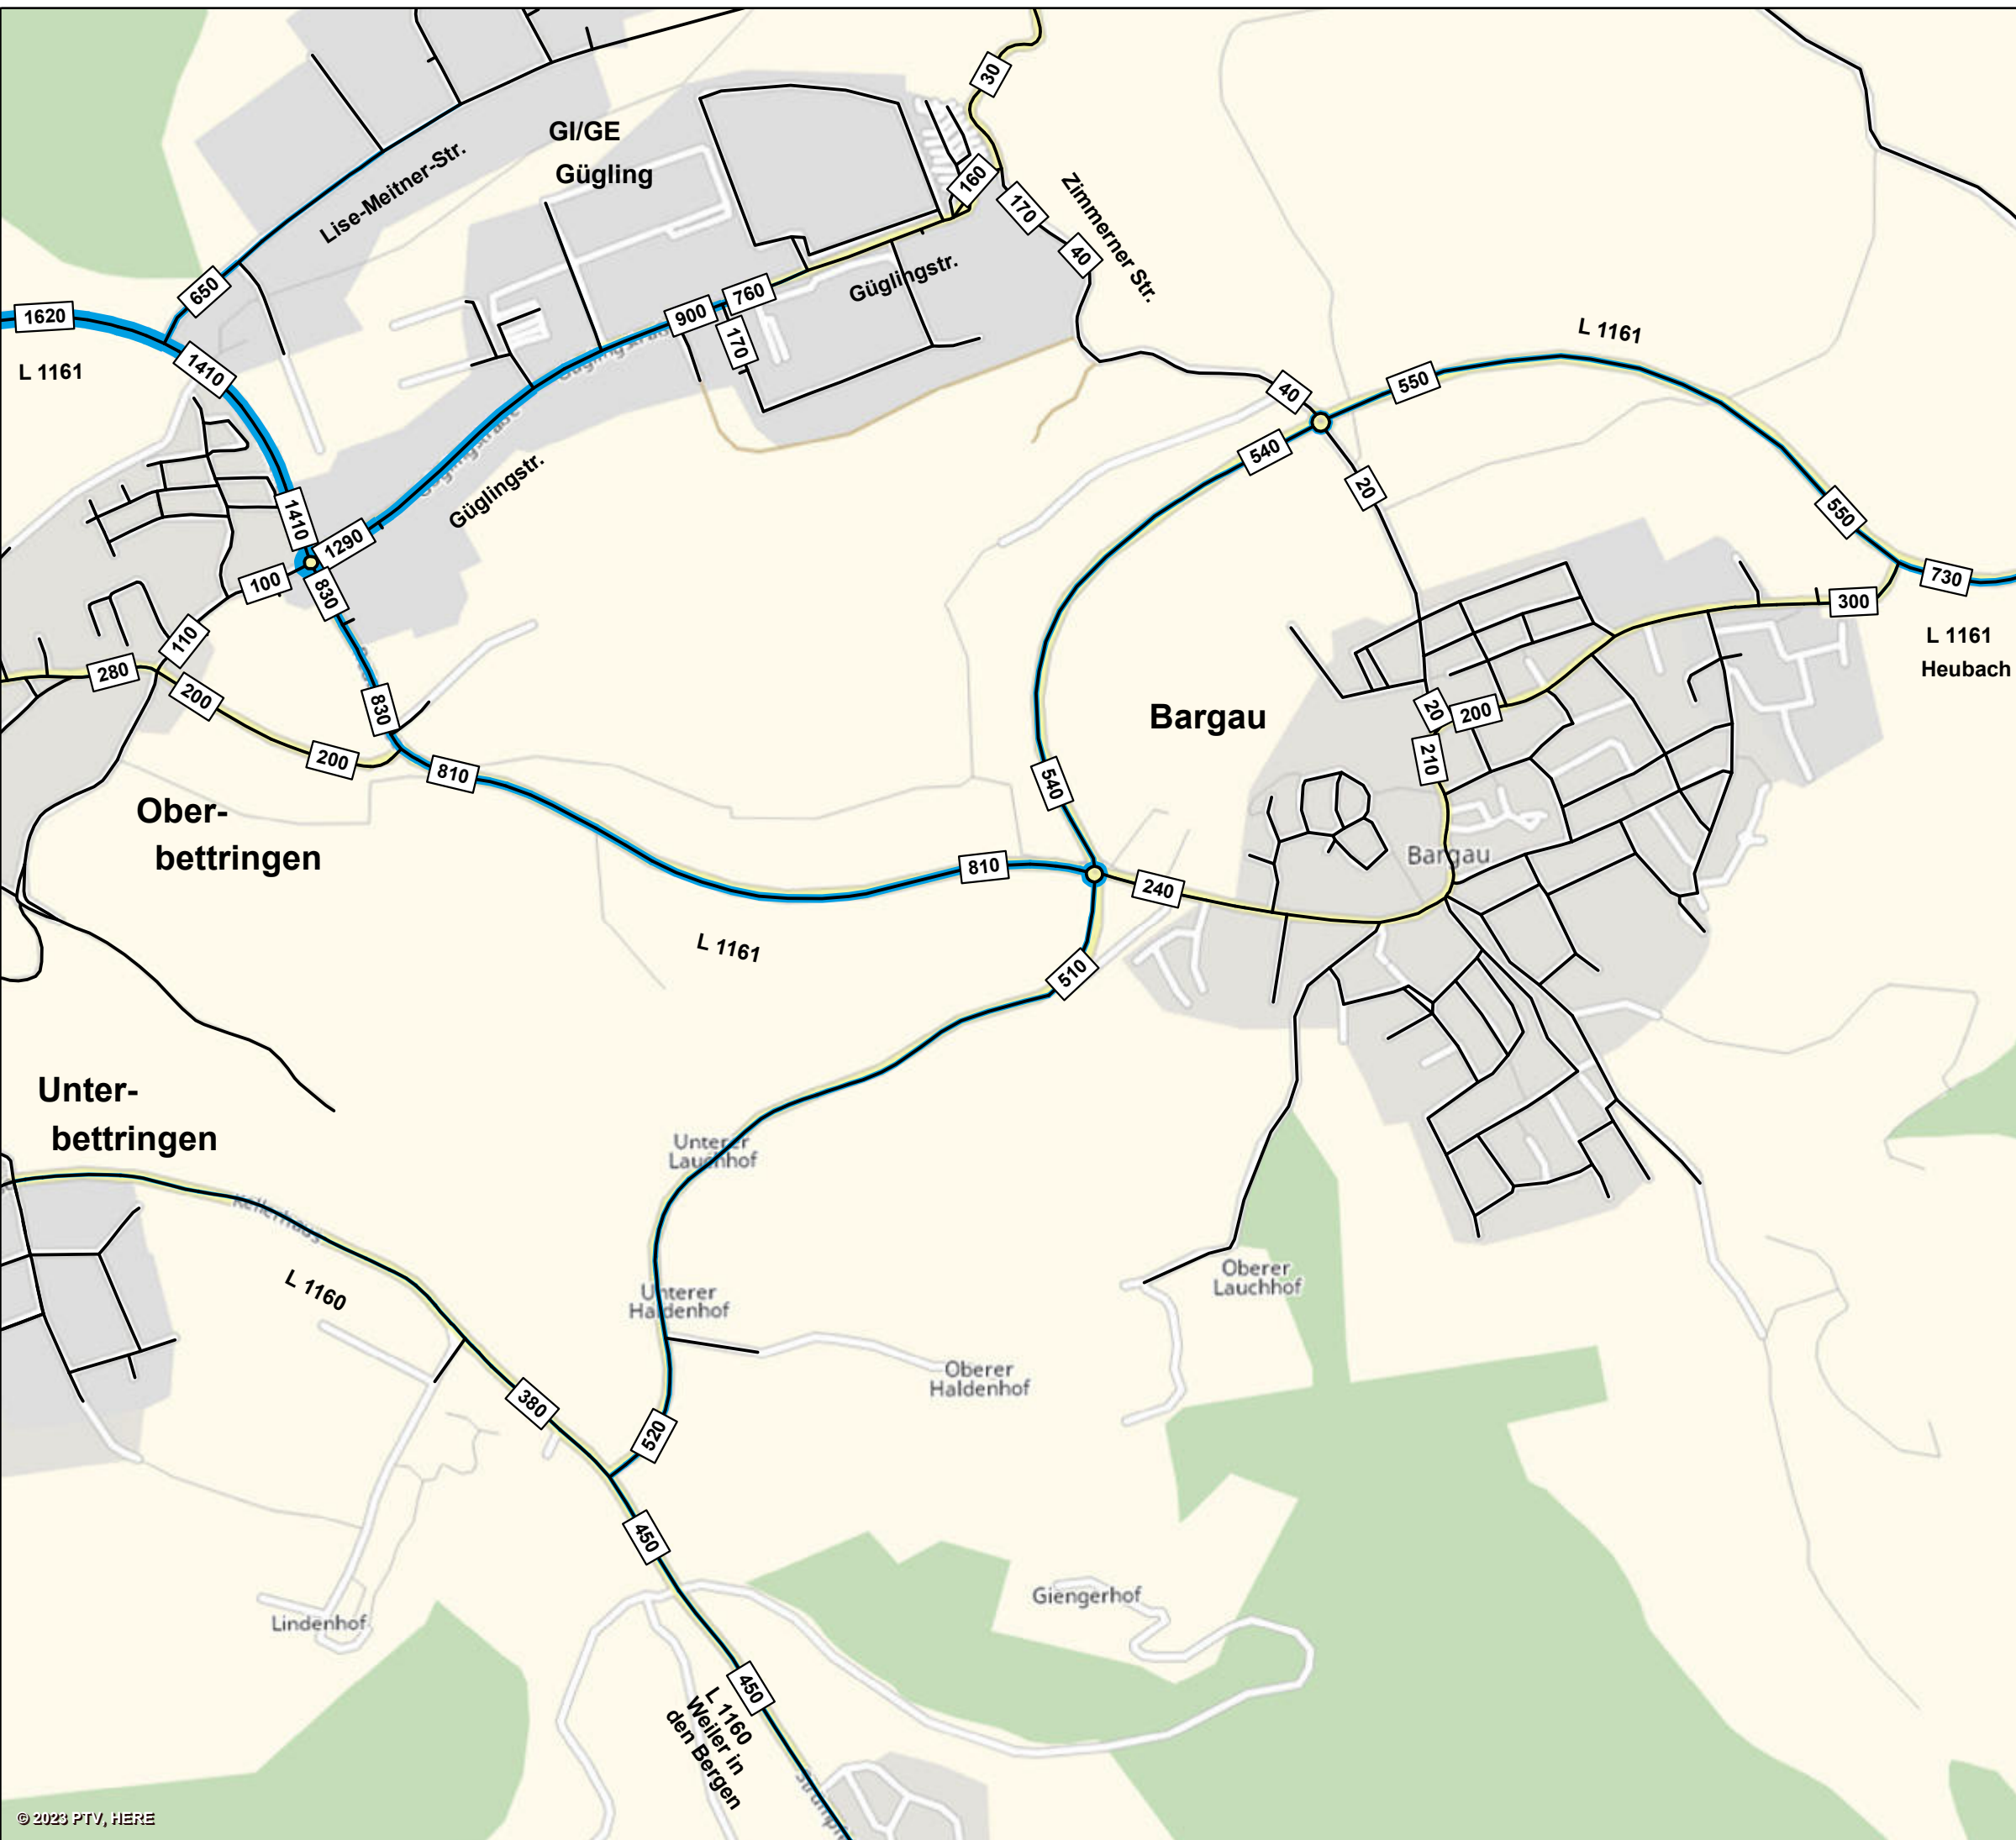 30
GI/GE
Gügling
Lise-Meitner-Str.
160
170
Zimmerner Str.
40
650
1620
L 1161
1410
900
760
170
Güglingstr.
Güglingstr.
L 1161
550
40
540
20
550
1410
1290
100
830
730
300
L 1161
Heubach
110
280
200
830
200
20
200
210
Bargau
810
540
Ober-
bettringen
Bargau
810
240
L 1161
510
Unter-
bettringen
Unterer
Lauchhof
Kellerhaus
L 1160
Unterer
Haldenhof
Oberer
Lauchhof
Oberer
Haldenhof
380
520
450
Giengerhof
Lindenhof
450
L 1160
Weiler in
den Bergen
© 2023 PTV, HERE